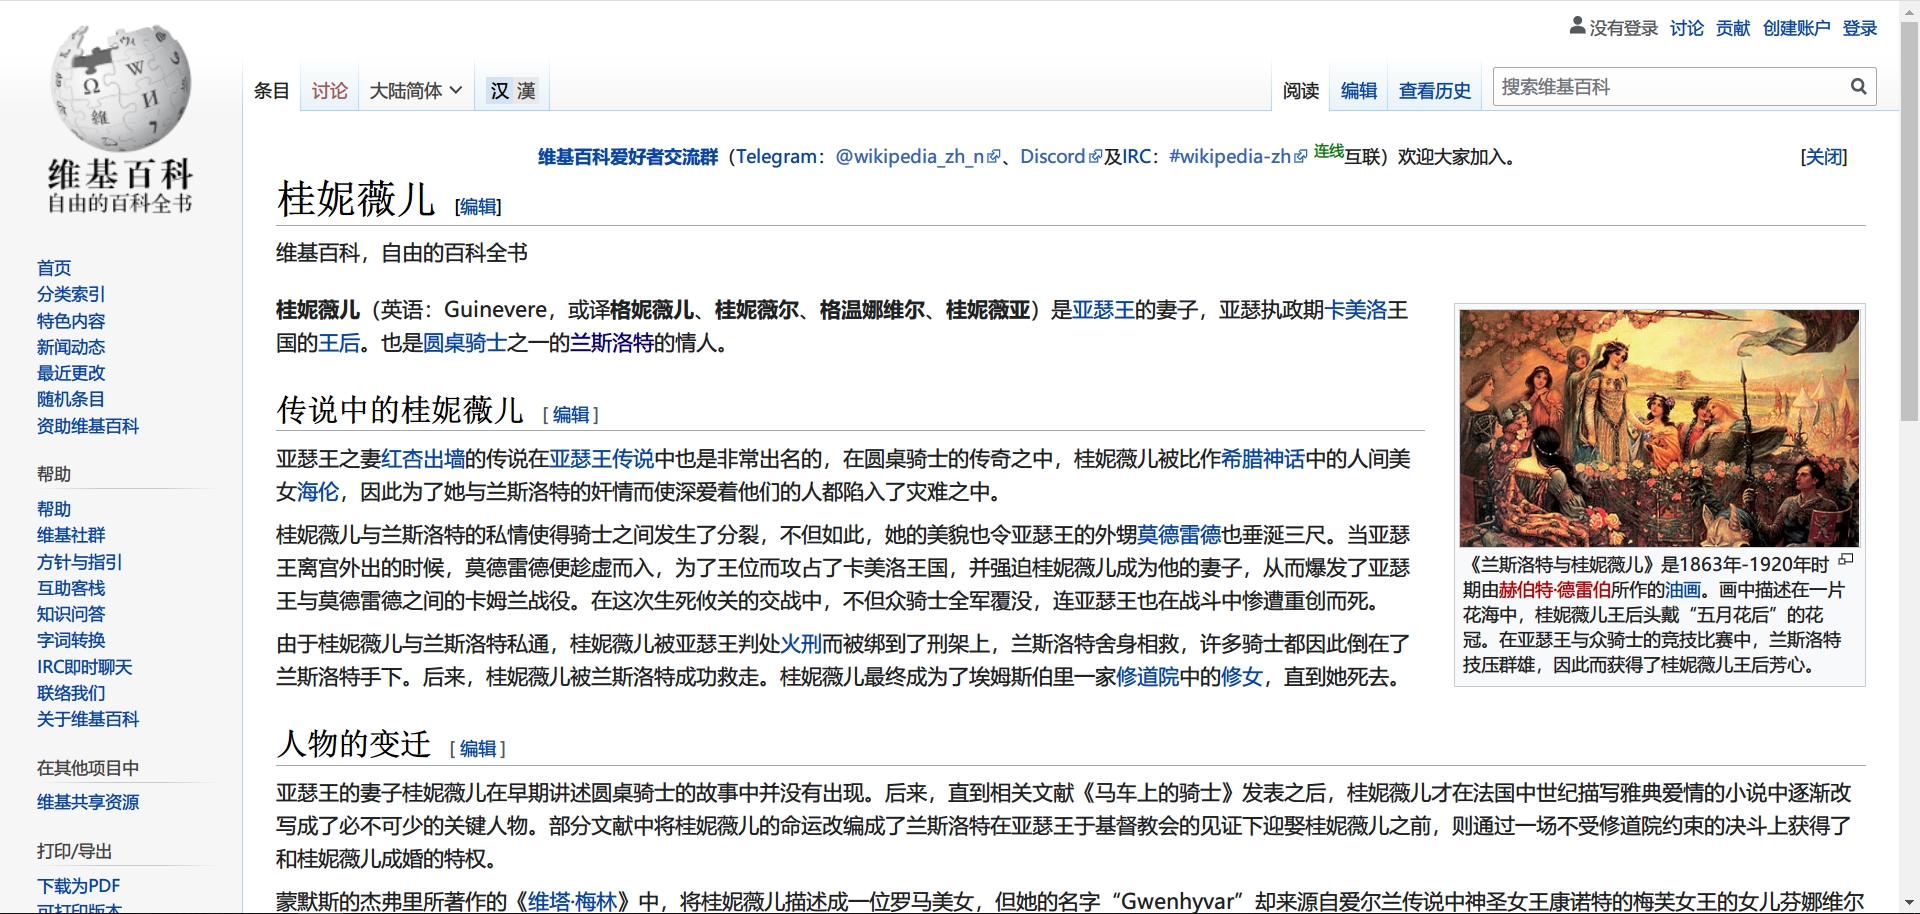 没有登录 讨论 贡献 创建账户 登录
条目 讨论 大陆简体 汉 漢 阅读 编辑 查看历史 搜索维基百科
维基百科
自由的百科全书
首页
分类索引
特色内容
新闻动态
最近更改
随机条目
资助维基百科
帮助
帮助
维基社群
方针与指引
互助客栈
知识问答
字词转换
IRC即时聊天
联络我们
关于维基百科
在其他项目中
维基共享资源
打印/导出
下载为PDF
可打印版本
维基百科爱好者交流群（Telegram：@wikipedia_zh_n、Discord及IRC：#wikipedia-zh 连线互联）欢迎大家加入。 [关闭]
桂妮薇儿 [编辑]
维基百科，自由的百科全书
桂妮薇儿（英语：Guinevere，或译格妮薇儿、桂妮薇尔、格温娜维尔、桂妮薇亚）是亚瑟王的妻子，亚瑟执政期卡美洛王
国的王后。也是圆桌骑士之一的兰斯洛特的情人。
传说中的桂妮薇儿 [编辑]
亚瑟王之妻红杏出墙的传说在亚瑟王传说中也是非常出名的，在圆桌骑士的传奇之中，桂妮薇儿被比作希腊神话中的人间美
女海伦，因此为了她与兰斯洛特的奸情而使深爱着他们的人都陷入了灾难之中。
桂妮薇儿与兰斯洛特的私情使得骑士之间发生了分裂，不但如此，她的美貌也令亚瑟王的外甥莫德雷德也垂涎三尺。当亚瑟
王离宫外出的时候，莫德雷德便趁虚而入，为了王位而攻占了卡美洛王国，并强迫桂妮薇儿成为他的妻子，从而爆发了亚瑟
王与莫德雷德之间的卡姆兰战役。在这次生死攸关的交战中，不但众骑士全军覆没，连亚瑟王也在战斗中惨遭重创而死。
由于桂妮薇儿与兰斯洛特私通，桂妮薇儿被亚瑟王判处火刑而被绑到了刑架上，兰斯洛特舍身相救，许多骑士都因此倒在了
兰斯洛特手下。后来，桂妮薇儿被兰斯洛特成功救走。桂妮薇儿最终成为了埃姆斯伯里一家修道院中的修女，直到她死去。
《兰斯洛特与桂妮薇儿》是1863年-1920年时
期由赫伯特·德雷伯所作的油画。画中描述在一片
花海中，桂妮薇儿王后头戴“五月花后”的花
冠。在亚瑟王与众骑士的竞技比赛中，兰斯洛特
技压群雄，因此而获得了桂妮薇儿王后芳心。
人物的变迁 [编辑]
亚瑟王的妻子桂妮薇儿在早期讲述圆桌骑士的故事中并没有出现。后来，直到相关文献《马车上的骑士》发表之后，桂妮薇儿才在法国中世纪描写雅典爱情的小说中逐渐改
写成了必不可少的关键人物。部分文献中将桂妮薇儿的命运改编成了兰斯洛特在亚瑟王于基督教会的见证下迎娶桂妮薇儿之前，则通过一场不受修道院约束的决斗上获得了
和桂妮薇儿成婚的特权。
蒙默斯的杰弗里所著作的《维塔·梅林》中，将桂妮薇儿描述成一位罗马美女，但她的名字“Gwenhyvar”却来源自爱尔兰传说中神圣女王康诺特的梅芙女王的女儿芬娜维尔